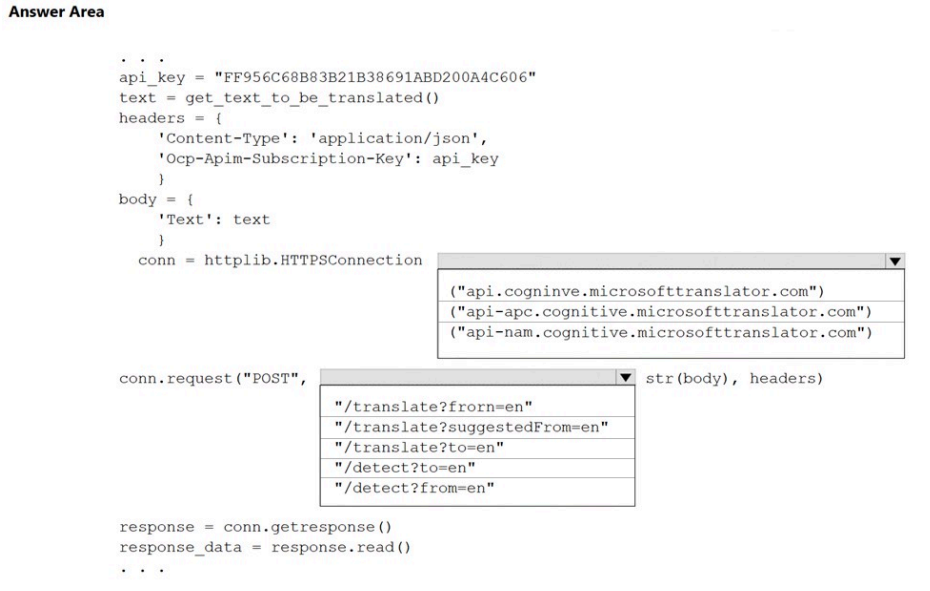 Answer Area
. . .
api_key = "FF956C68B83B21B38691ABD200A4C606"
text = get_text_to_be_translated()
headers = {
'Content-Type': 'application/json',
'Ocp-Apim-Subscription-Key': api_key
}
body = {
'Text': text
}
conn = httplib.HTTPSConnection
("api.cogninve.microsofttranslator.com")
("api-apc.cognitive.microsofttranslator.com")
("api-nam.cognitive.microsofttranslator.com")
conn.request("POST", str(body), headers)
"/translate?frorn=en"
"/translate?suggestedFrom=en"
"/translate?to=en"
"/detect?to=en"
"/detect?from=en"
response = conn.getresponse()
response_data = response.read()
. . .